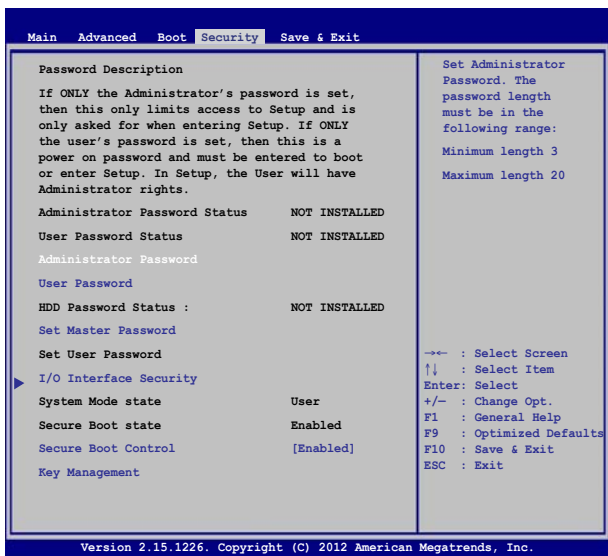 Main Advanced Boot Security Save & Exit
Password Description
If ONLY the Administrator's password is set,
then this only limits access to Setup and is
only asked for when entering Setup. If ONLY
the user's password is set, then this is a
power on password and must be entered to boot
or enter Setup. In Setup, the User will have
Administrator rights.
Administrator Password Status NOT INSTALLED
User Password Status NOT INSTALLED
Administrator Password
User Password
HDD Password Status : NOT INSTALLED
Set Master Password
Set User Password
I/O Interface Security
System Mode state User
Secure Boot state Enabled
Secure Boot Control [Enabled]
Key Management
Set Administrator
Password. The
password length
must be in the
following range:
Minimum length 3
Maximum length 20
→← : Select Screen
↑↓ : Select Item
Enter: Select
+/— : Change Opt.
F1 : General Help
F9 : Optimized Defaults
F10 : Save & Exit
ESC : Exit
Version 2.15.1226. Copyright (C) 2012 American Megatrends, Inc.